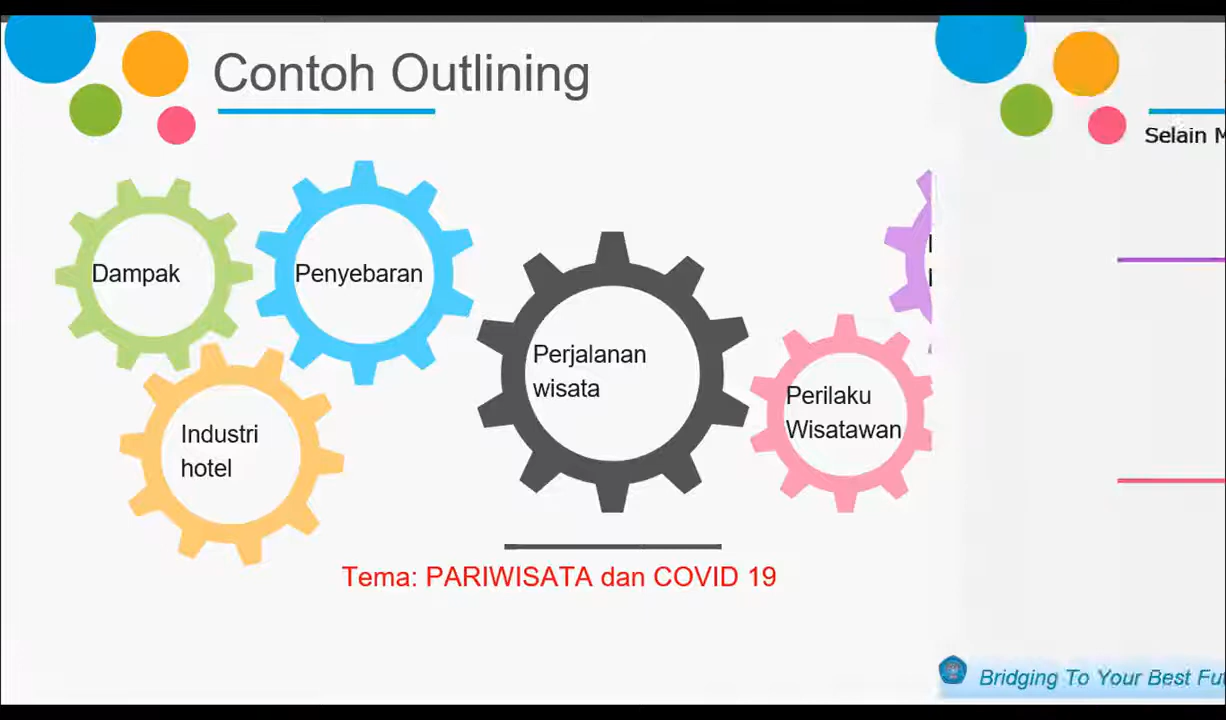 Contoh Outlining
Selain
Dampak
Penyebaran
Perjalanan
wisata
Perilaku
Wisatawan
Industri
hotel
Tema: PARIWISATA dan COVID 19
Bridging To Your Best